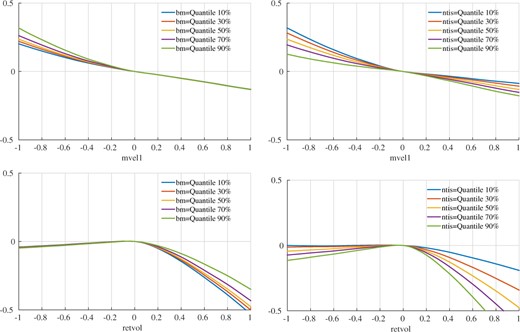 0.5
bm=Quantile 10%
bm=Quantile 30%
bm=Quantile 50%
bm=Quantile 70%
bm=Quantile 90%
0
-0.5
-1 -0.8 -0.6 -0.4 -0.2 0 0.2 0.4 0.6 0.8 1
mvel1
0.5
ntis=Quantile 10%
ntis=Quantile 30%
ntis=Quantile 50%
ntis=Quantile 70%
ntis=Quantile 90%
0
-0.5
-1 -0.8 -0.6 -0.4 -0.2 0 0.2 0.4 0.6 0.8 1
mvel1
0.5
bm=Quantile 10%
bm=Quantile 30%
bm=Quantile 50%
bm=Quantile 70%
bm=Quantile 90%
0
-0.5
-1 -0.8 -0.6 -0.4 -0.2 0 0.2 0.4 0.6 0.8 1
retvol
0.5
ntis=Quantile 10%
ntis=Quantile 30%
ntis=Quantile 50%
ntis=Quantile 70%
ntis=Quantile 90%
0
-0.5
-1 -0.8 -0.6 -0.4 -0.2 0 0.2 0.4 0.6 0.8 1
retvol